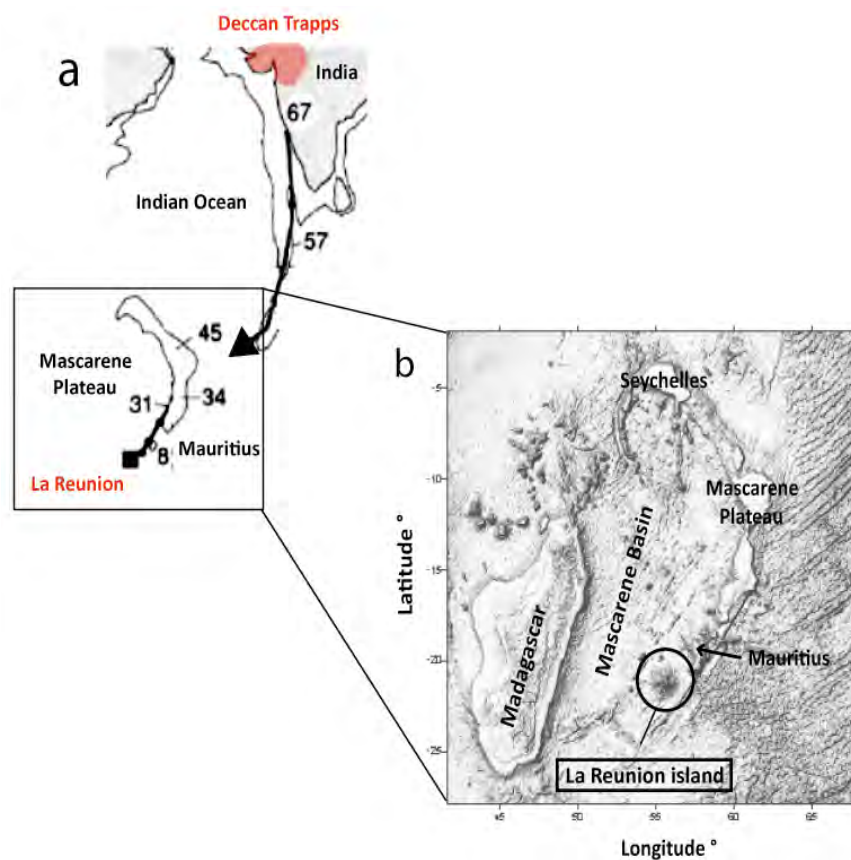 Deccan Trapps
a
India
67
Indian Ocean
57
45
Mascarene
Plateau
34
31
Mauritius
8
La Reunion
b
Seychelles
Mascarene
Plateau
Mascarene Basin
Madagascar
Mauritius
La Reunion island
Latitude °
-5
-10
-15
-20
-25
45
50
55
60
65
Longitude °